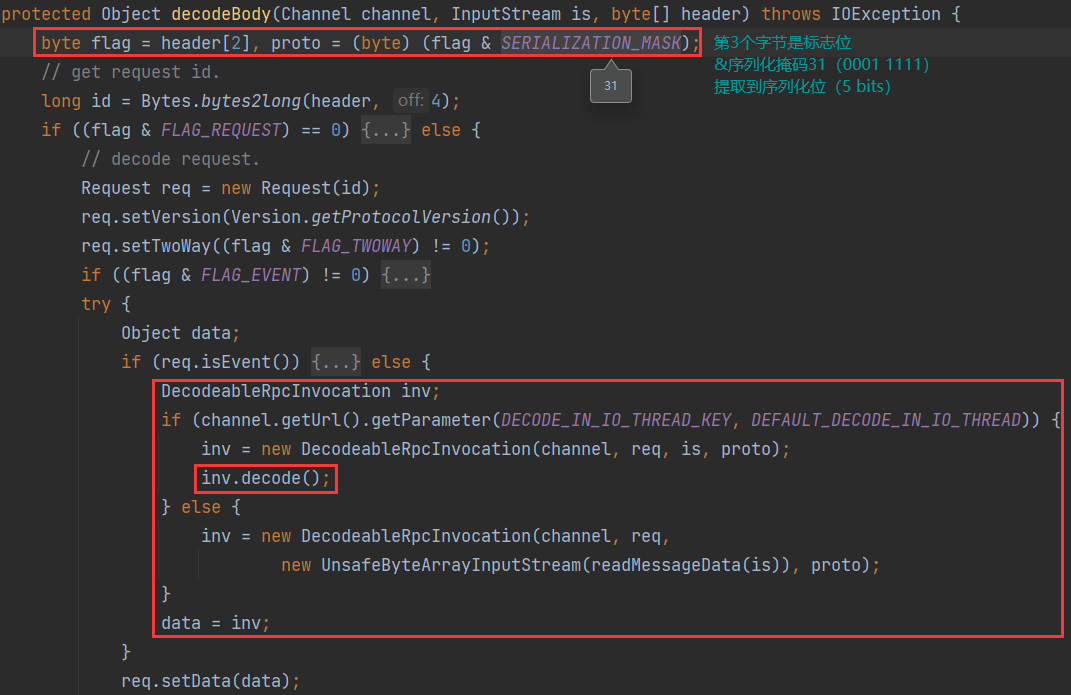 protected Object decodeBody(Channel channel, InputStream is, byte[] header) throws IOException {
byte flag = header[2], proto = (byte) (flag & SERIALIZATION_MASK); 第3个字节是标志位
// get request id. 31 &序列化掩码31（0001 1111）
long id = Bytes.bytes2long(header, off: 4); 提取到序列化位（5 bits）
if ((flag & FLAG_REQUEST) == 0) {...} else {
// decode request.
Request req = new Request(id);
req.setVersion(Version.getProtocolVersion());
req.setTwoWay((flag & FLAG_TWOWAY) != 0);
if ((flag & FLAG_EVENT) != 0) {...}
try {
Object data;
if (req.isEvent()) {...} else {
DecodeableRpcInvocation inv;
if (channel.getUrl().getParameter(DECODE_IN_IO_THREAD_KEY, DEFAULT_DECODE_IN_IO_THREAD)) {
inv = new DecodeableRpcInvocation(channel, req, is, proto);
inv.decode();
} else {
inv = new DecodeableRpcInvocation(channel, req,
new UnsafeByteArrayInputStream(readMessageData(is)), proto);
}
data = inv;
}
req.setData(data);